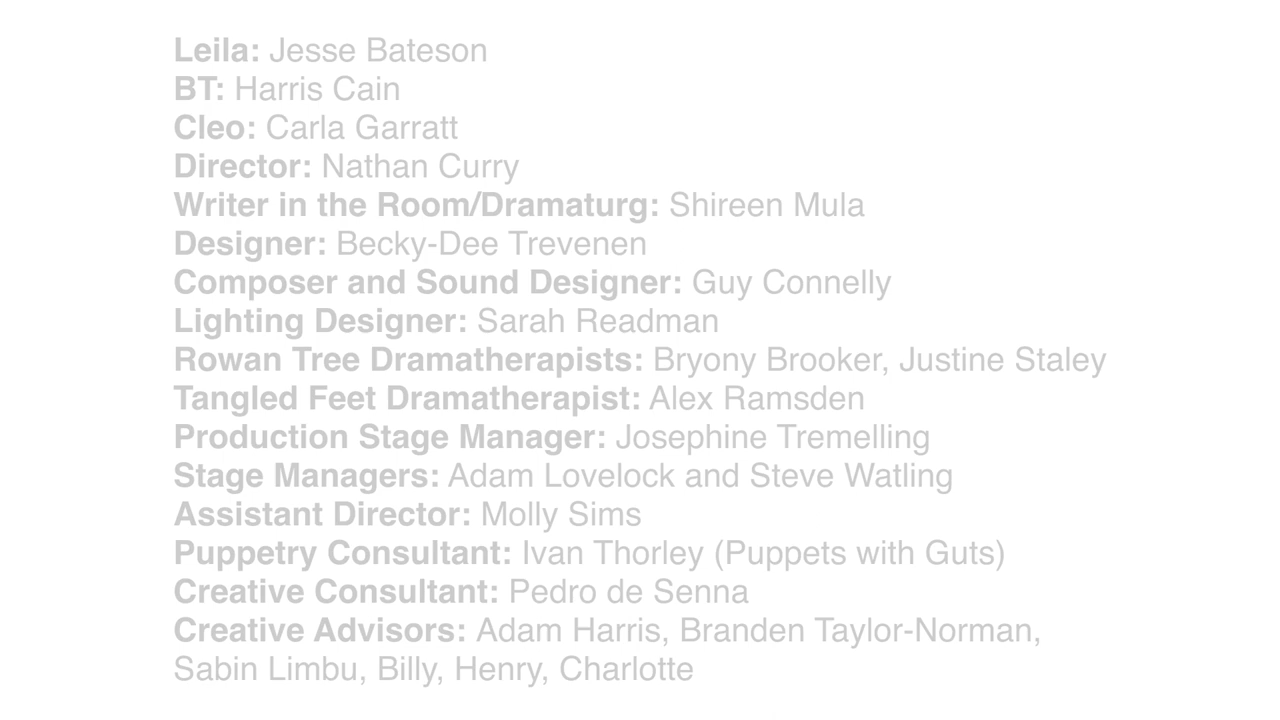 Leila: Jesse Bateson
BT: Harris Cain
Cleo: Carla Garratt
Director: Nathan Curry
Writer in the Room/Dramaturg: Shireen Mula
Designer: Becky-Dee Trevenen
Composer and Sound Designer: Guy Connelly
Lighting Designer: Sarah Readman
Rowan Tree Dramatherapists: Bryony Brooker, Justine Staley
Tangled Feet Dramatherapist: Alex Ramsden
Production Stage Manager: Josephine Tremelling
Stage Managers: Adam Lovelock and Steve Watling
Assistant Director: Molly Sims
Puppetry Consultant: Ivan Thorley (Puppets with Guts)
Creative Consultant: Pedro de Senna
Creative Advisors: Adam Harris, Branden Taylor-Norman,
Sabin Limbu, Billy, Henry, Charlotte